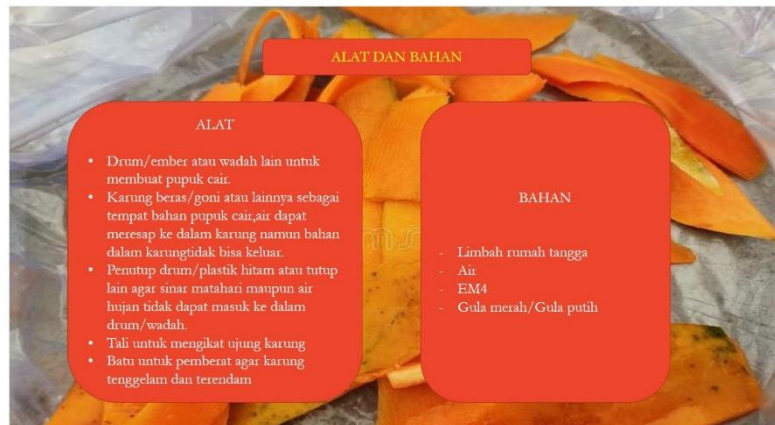 ALAT DAN BAHAN
ALAT
• Drum/ember atau wadah lain untuk
membuat pupuk cair.
• Karung beras/goni atau lainnya sebagai
tempat bahan pupuk cair,air dapat
meresap ke dalam karung namun bahan
dalam karungtidak bisa keluar.
• Penutup drum/plastik hitam atau tutup
lain agar sinar matahari maupun air
hujan tidak dapat masuk ke dalam
drum/wadah.
• Tali untuk mengikat ujung karung
• Batu untuk pemberat agar karung
tenggelam dan terendam
BAHAN
- Limbah rumah tangga
- Air
- EM4
- Gula merah/Gula putih